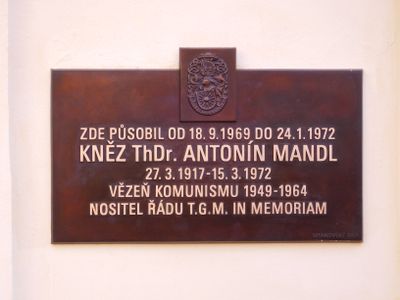 ZDE PŮSOBIL OD 18.9.1969 DO 24.1.1972
KNĚZ ThDr. ANTONÍN MANDL
27.3.1917-15.3.1972
VĚZEŇ KOMUNISMU 1949-1964
NOSITEL ŘÁDU T.G.M. IN MEMORIAM